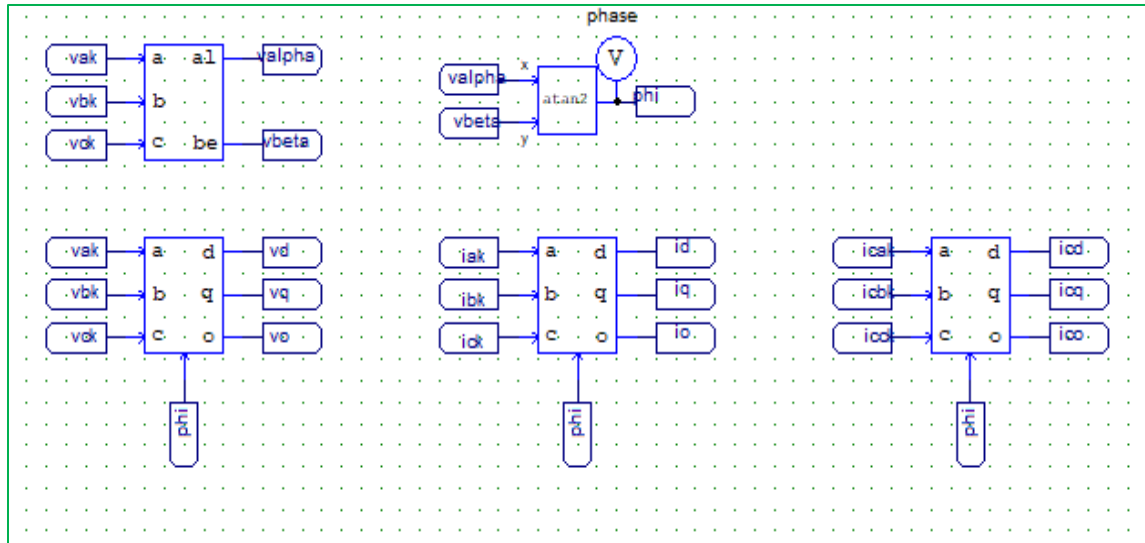 phase
vak a al valpha
V
vbk b
vck c be vbeta
x
valpha atan2 phi
vbeta
y
vak a d vd
vbk b q vq
vck c o vo
phi
iak a d id
ibk b q iq
ick c o io
phi
icak a d icd
icbk b q icq
icck c o ico
phi